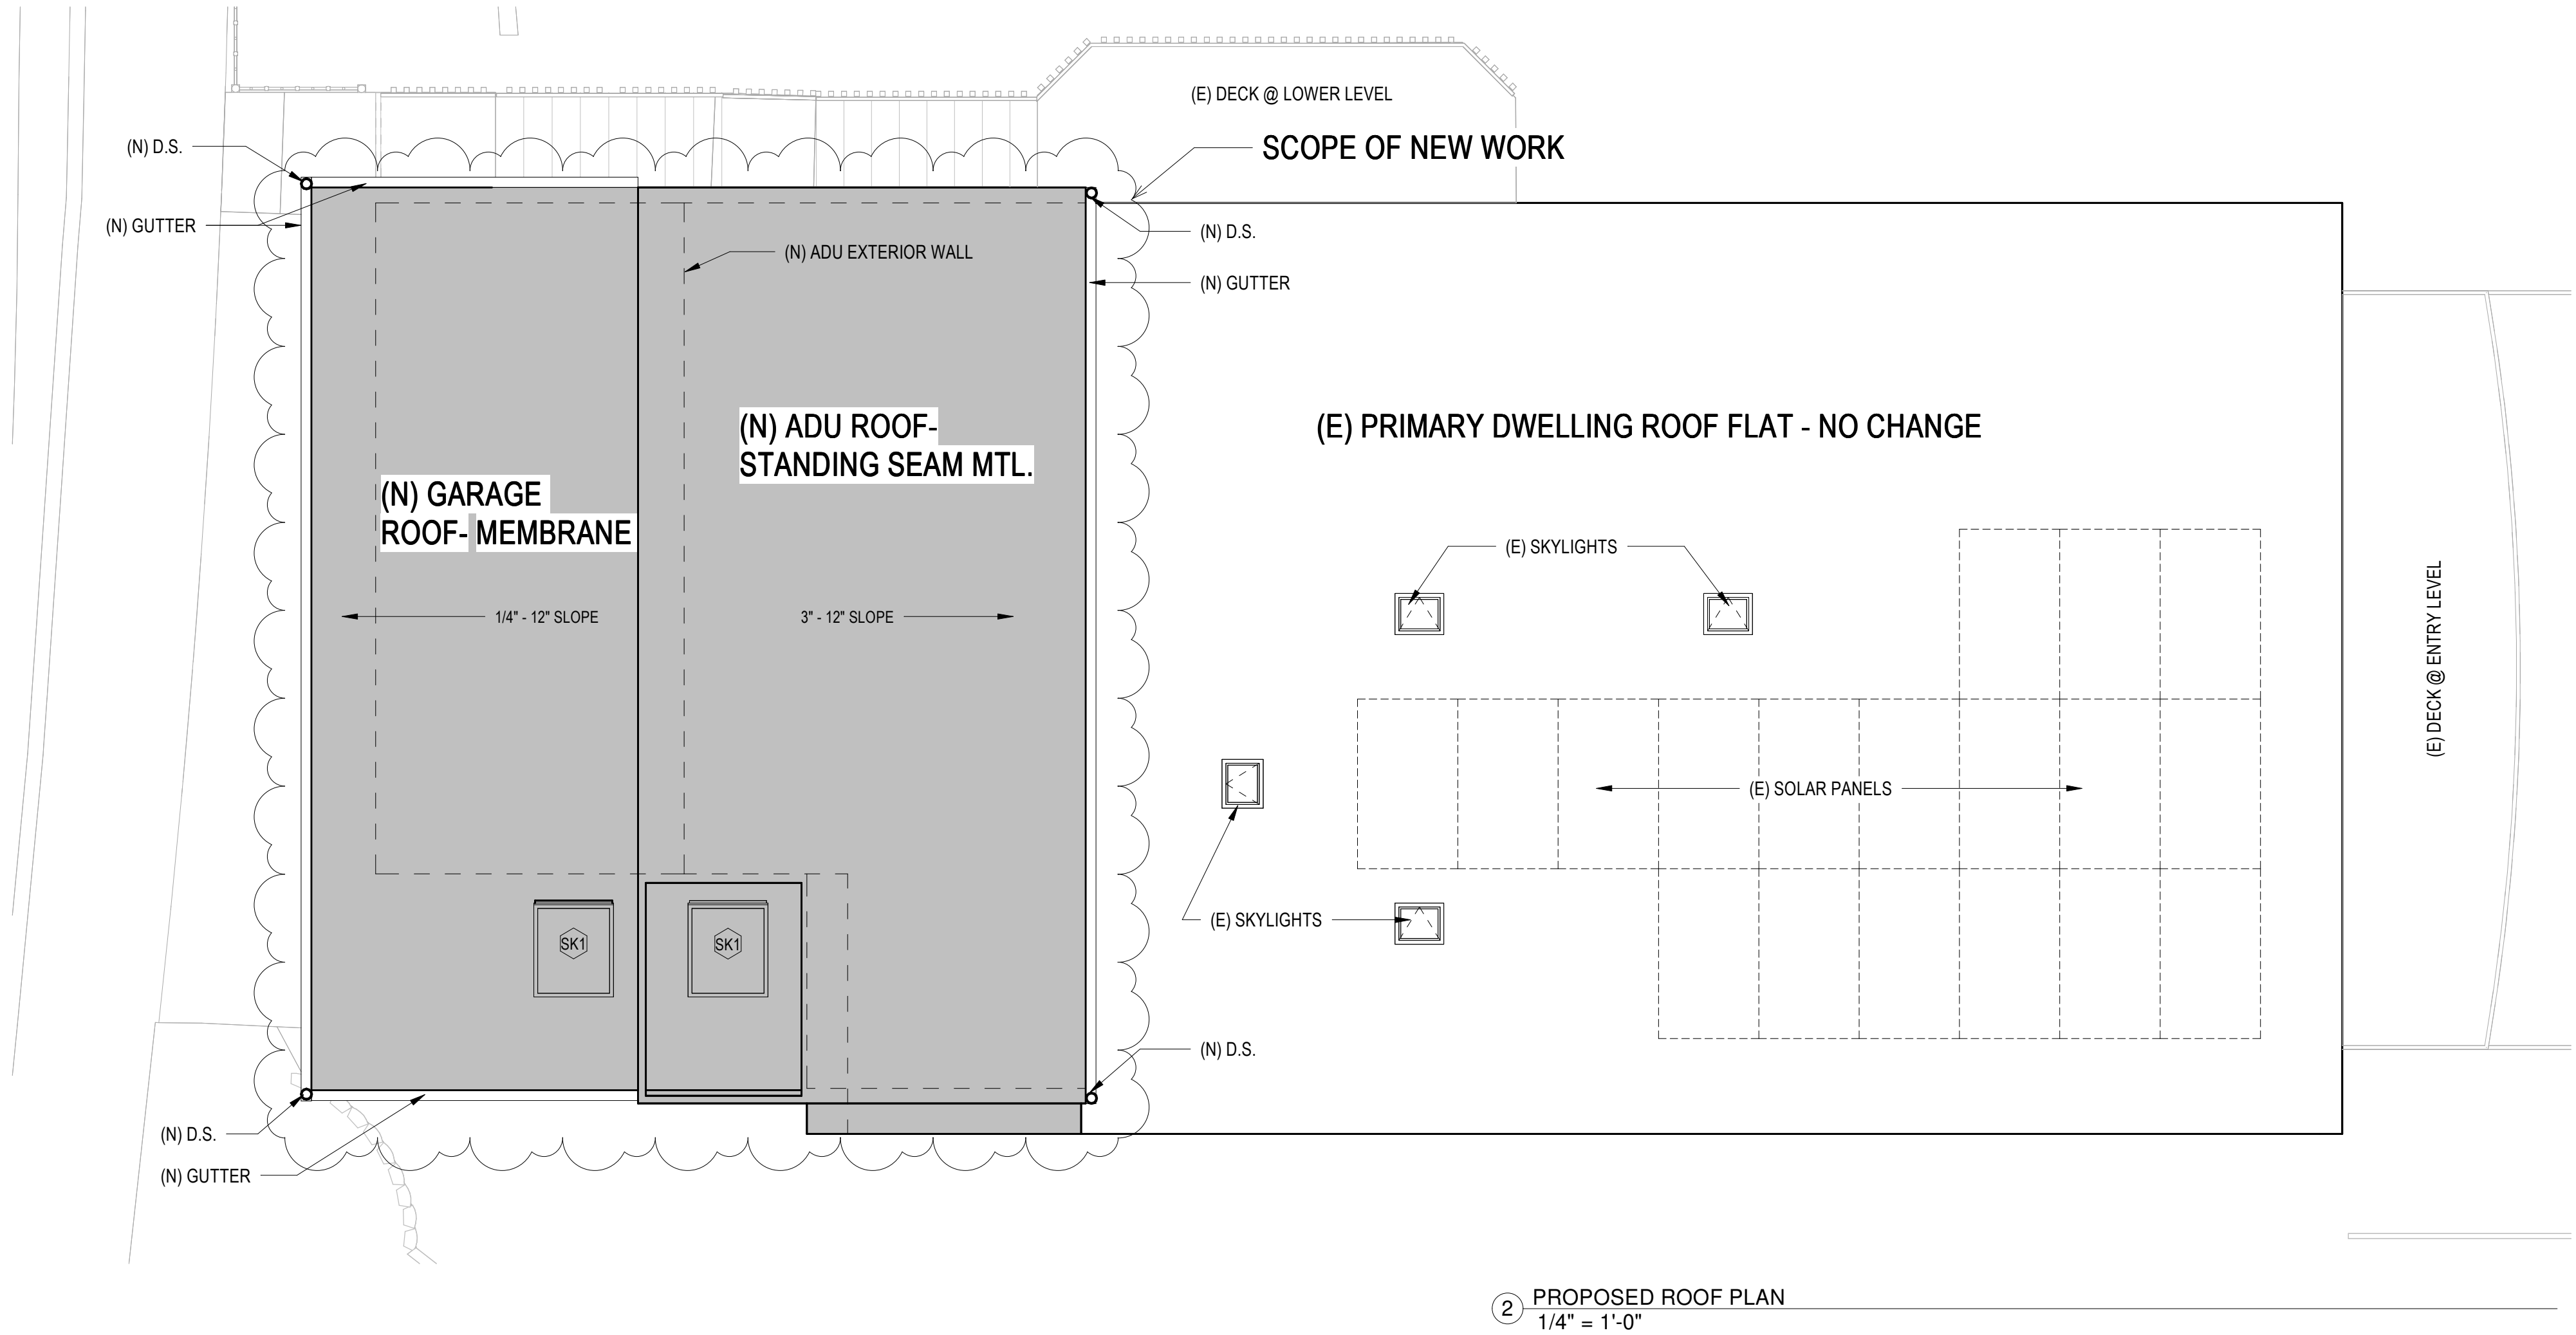 (E) DECK @ LOWER LEVEL
SCOPE OF NEW WORK
(N) D.S.
(N) GUTTER
(N) D.S.
(N) ADU EXTERIOR WALL
(N) GUTTER
(N) ADU ROOF-
STANDING SEAM MTL.
(E) PRIMARY DWELLING ROOF FLAT - NO CHANGE
(N) GARAGE
ROOF- MEMBRANE
(E) SKYLIGHTS
1/4" - 12" SLOPE
3" - 12" SLOPE
(E) DECK @ ENTRY LEVEL
(E) SOLAR PANELS
(E) SKYLIGHTS
SK1
SK1
(N) D.S.
(N) D.S.
(N) GUTTER
2
PROPOSED ROOF PLAN
1/4" = 1'-0"